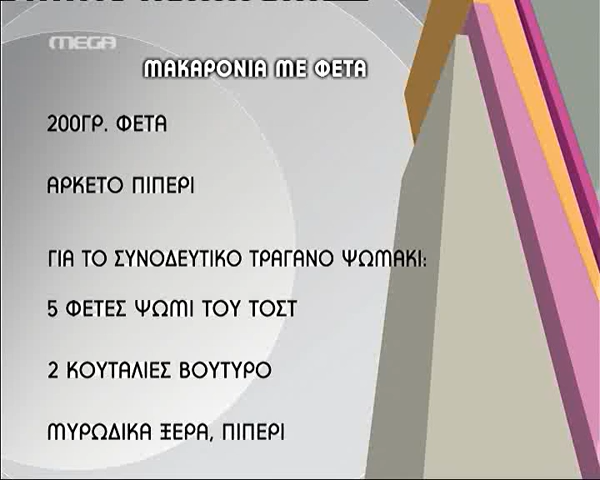 MEGA
ΜΑΚΑΡΟΝΙΑ ΜΕ ΦΕΤΑ
200ΓΡ. ΦΕΤΑ
ΑΡΚΕΤΟ ΠΙΠΕΡΙ
ΓΙΑ ΤΟ ΣΥΝΟΔΕΥΤΙΚΟ ΤΡΑΓΑΝΟ ΨΩΜΑΚΙ:
5 ΦΕΤΕΣ ΨΩΜΙ ΤΟΥ ΤΟΣΤ
2 ΚΟΥΤΑΛΙΕΣ ΒΟΥΤΥΡΟ
ΜΥΡΩΔΙΚΑ ΞΕΡΑ, ΠΙΠΕΡΙ